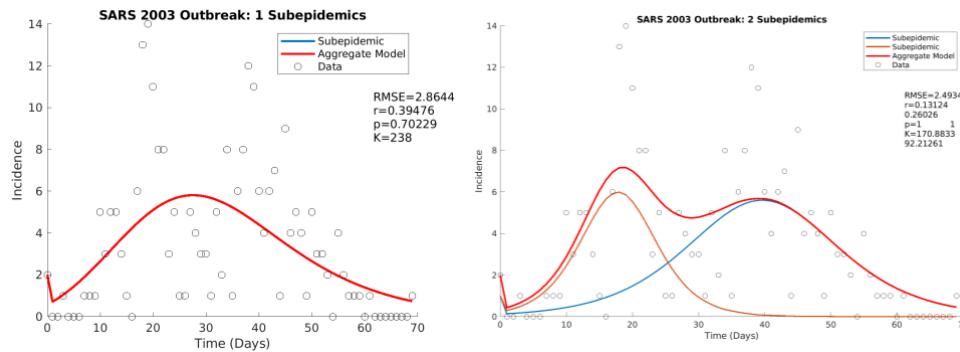 SARS 2003 Outbreak: 1 Subepidemics
14
12
10
8
6
4
2
0
Incidence
Subepidemic
Aggregate Model
Data
RMSE=2.8644
r=0.39476
p=0.70229
K=238
0 10 20 30 40 50 60 70
Time (Days)
SARS 2003 Outbreak: 2 Subepidemics
14
12
10
8
6
4
2
0
Incidence
Subepidemic
Subepidemic
Aggregate Model
Data
RMSE=2.4934
r=0.13124
0.26026
p=1 1
K=170.8833
92.21261
0 10 20 30 40 50 60
Time (Days)